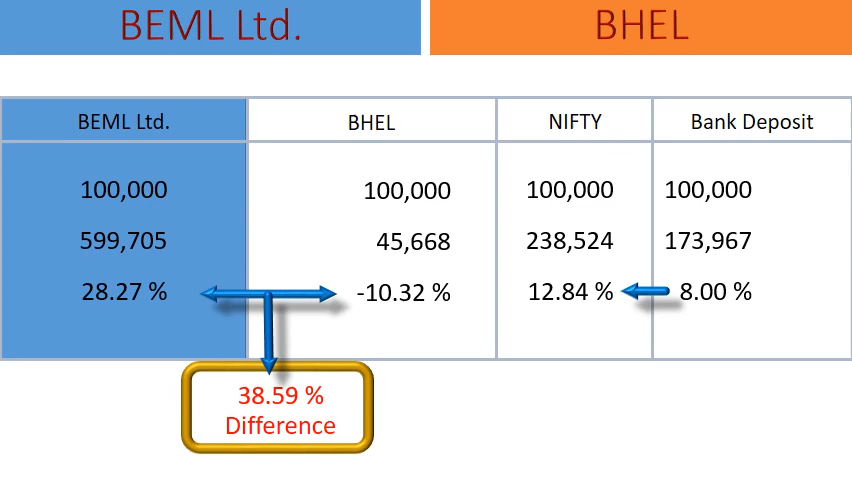 BEML Ltd. BHEL
BEML Ltd. BHEL NIFTY Bank Deposit
100,000 100,000 100,000 100,000
599,705 45,668 238,524 173,967
28.27 % -10.32 % 12.84 % 8.00 %
38.59 %
Difference